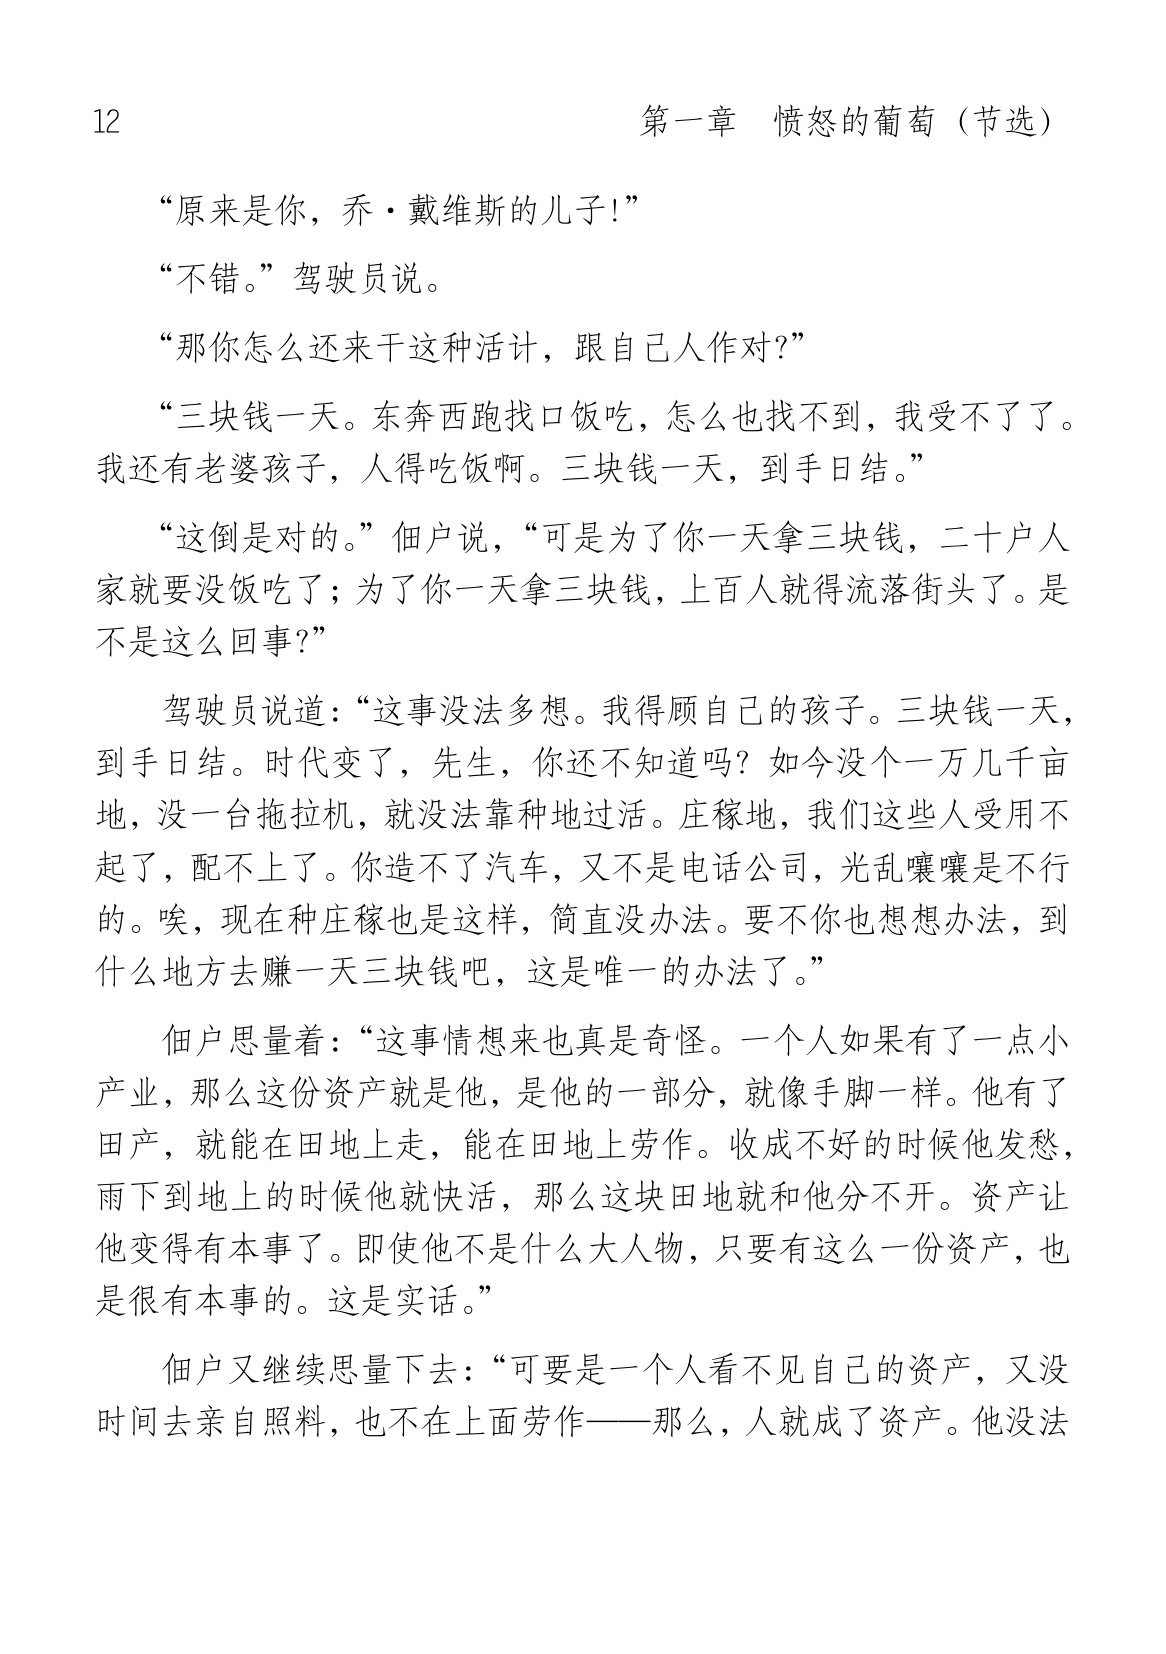 12
第一章　愤怒的葡萄（节选）
“原来是你，乔·戴维斯的儿子！”
“不错。”驾驶员说。
“那你怎么还来干这种活计，跟自己人作对？”
“三块钱一天。东奔西跑找口饭吃，怎么也找不到，我受不了了。
我还有老婆孩子，人得吃饭啊。三块钱一天，到手日结。”
“这倒是对的。”佃户说，“可是为了你一天拿三块钱，二十户人
家就要没饭吃了；为了你一天拿三块钱，上百人就得流落街头了。是
不是这么回事？”
驾驶员说道：“这事没法多想。我得顾自己的孩子。三块钱一天，
到手日结。时代变了，先生，你还不知道吗？如今没个一万几千亩
地，没一台拖拉机，就没法靠种地过活。庄稼地，我们这些人受用不
起了，配不上了。你造不了汽车，又不是电话公司，光乱嚷嚷是不行
的。唉，现在种庄稼也是这样，简直没办法。要不你也想想办法，到
什么地方去赚一天三块钱吧，这是唯一的办法了。”
佃户思量着：“这事情想来也真是奇怪。一个人如果有了一点小
产业，那么这份资产就是他，是他的一部分，就像手脚一样。他有了
田产，就能在田地上走，能在田地上劳作。收成不好的时候他发愁，
雨下到地上的时候他就快活，那么这块田地就和他分不开。资产让
他变得有本事了。即使他不是什么大人物，只要有这么一份资产，也
是很有本事的。这是实话。”
佃户又继续思量下去：“可要是一个人看不见自己的资产，又没
时间去亲自照料，也不在上面劳作——那么，人就成了资产。他没法